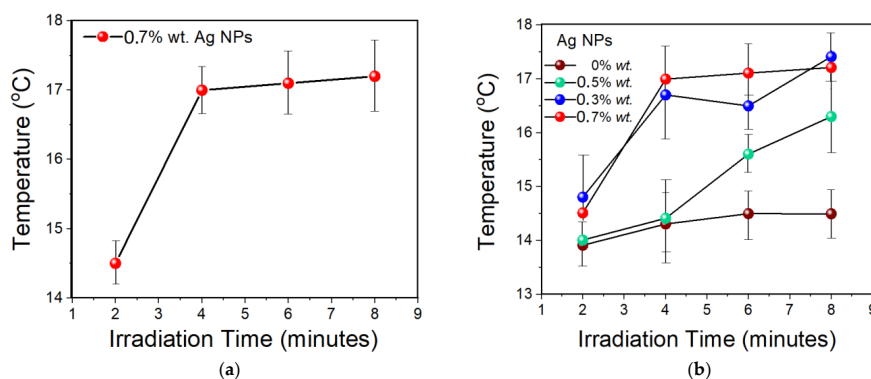 18
17
16
15
14
1 2 3 4 5 6 7 8 9
Temperature (°C)
Irradiation Time (minutes)
0.7% wt. Ag NPs
(a)
18
17
16
15
14
13
1 2 3 4 5 6 7 8 9
Temperature (°C)
Irradiation Time (minutes)
Ag NPs
0% wt.
0.5% wt.
0.3% wt.
0.7% wt.
(b)